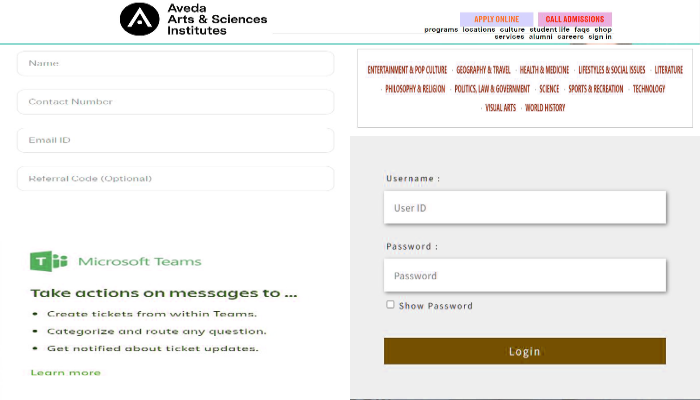 Aveda
Arts & Sciences
Institutes
APPLY ONLINE CALL ADMISSIONS
programs locations culture student life faqs shop
services alumni careers sign in
Name
Contact Number
Email ID
Referral Code (Optional)
Microsoft Teams
Take actions on messages to ...
• Create tickets from within Teams.
• Categorize and route any question.
• Get notified about ticket updates.
Learn more
ENTERTAINMENT & POP CULTURE · GEOGRAPHY & TRAVEL · HEALTH & MEDICINE · LIFESTYLES & SOCIAL ISSUES · LITERATURE
· PHILOSOPHY & RELIGION · POLITICS, LAW & GOVERNMENT · SCIENCE · SPORTS & RECREATION · TECHNOLOGY
· VISUAL ARTS · WORLD HISTORY
Username :
User ID
Password :
Password
Show Password
Login